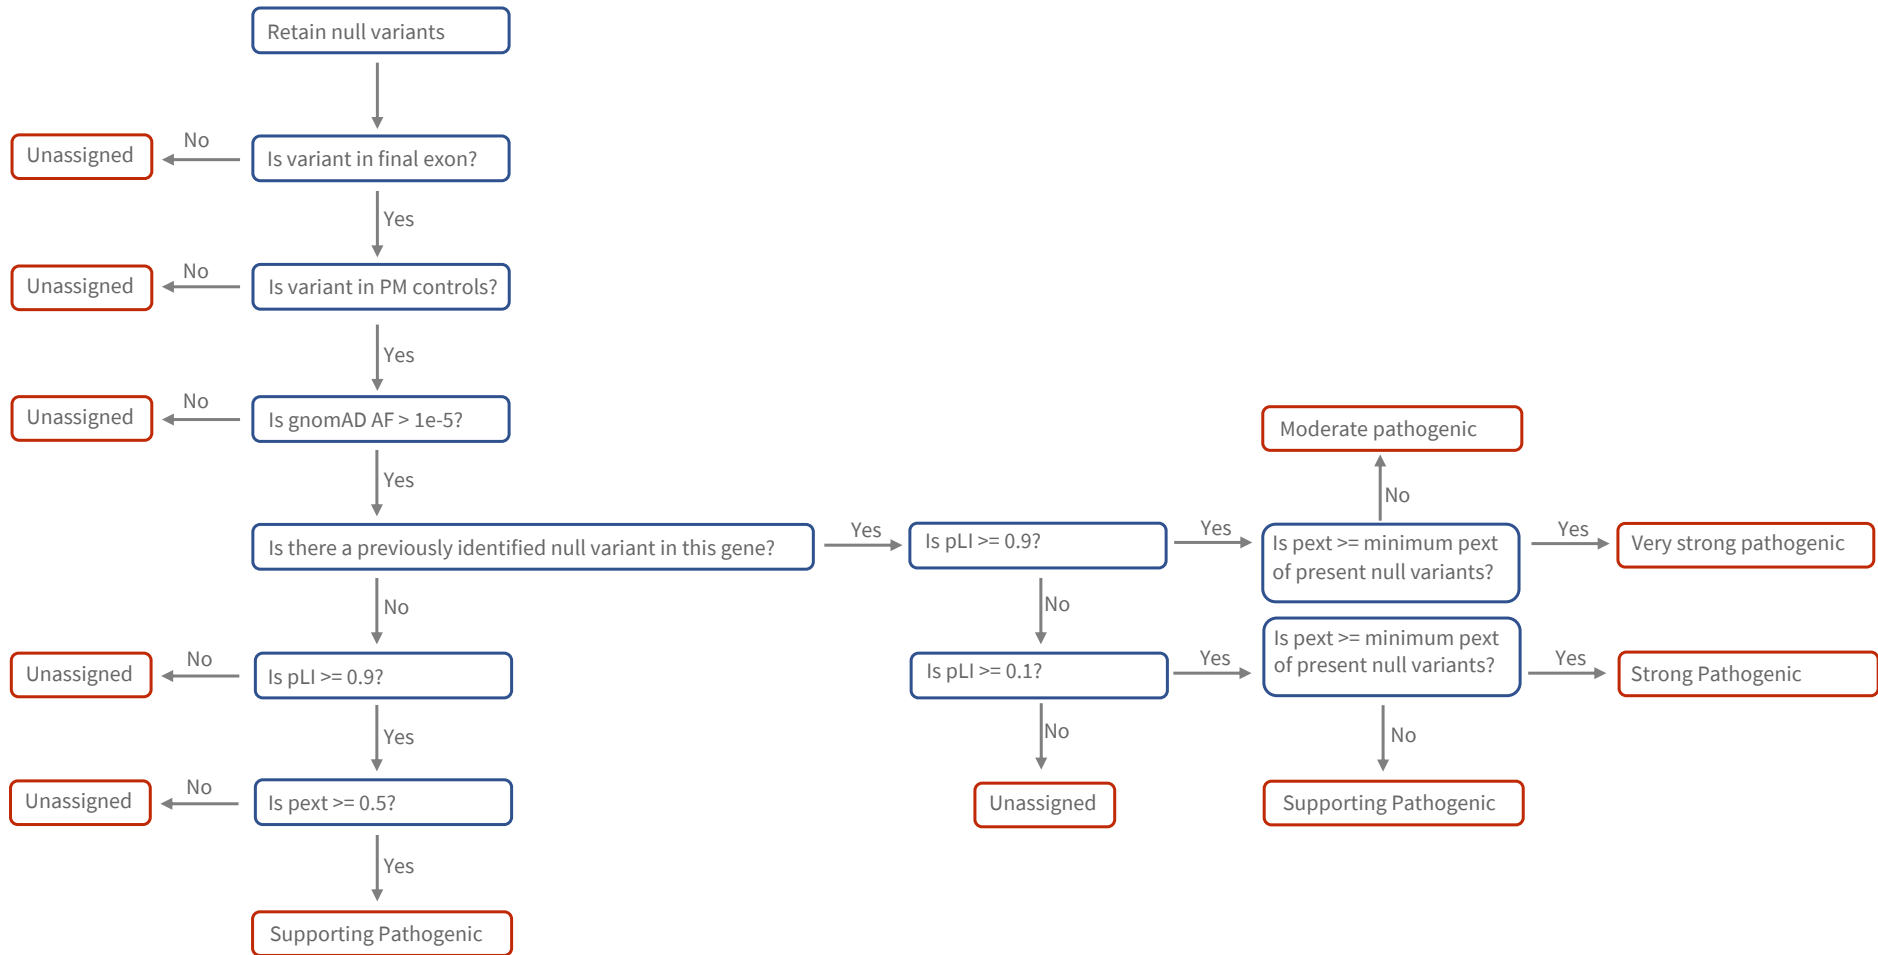 Retain null variants
Unassigned
No
Is variant in final exon?
Yes
Unassigned
No
Is variant in PM controls?
Yes
Unassigned
No
Is gnomAD AF > 1e-5?
Yes
Is there a previously identified null variant in this gene?
Yes
Is pLI >= 0.9?
Yes
Is pext >= minimum pext
of present null variants?
Yes
Very strong pathogenic
No
Moderate pathogenic
No
Is pLI >= 0.1?
Yes
Is pext >= minimum pext
of present null variants?
Yes
Strong Pathogenic
No
Unassigned
No
Supporting Pathogenic
No
Unassigned
No
Is pLI >= 0.9?
Yes
Unassigned
No
Is pext >= 0.5?
Yes
Supporting Pathogenic